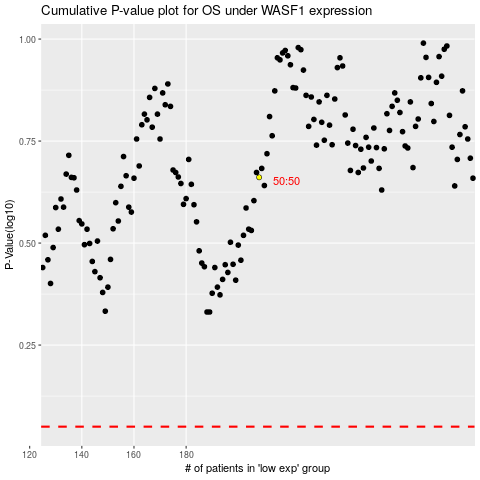 Cumulative P-value plot for OS under WASF1 expression
P-Value(log10)
1.00
0.75
0.50
0.25
50:50
120 140 160 180
# of patients in 'low exp' group